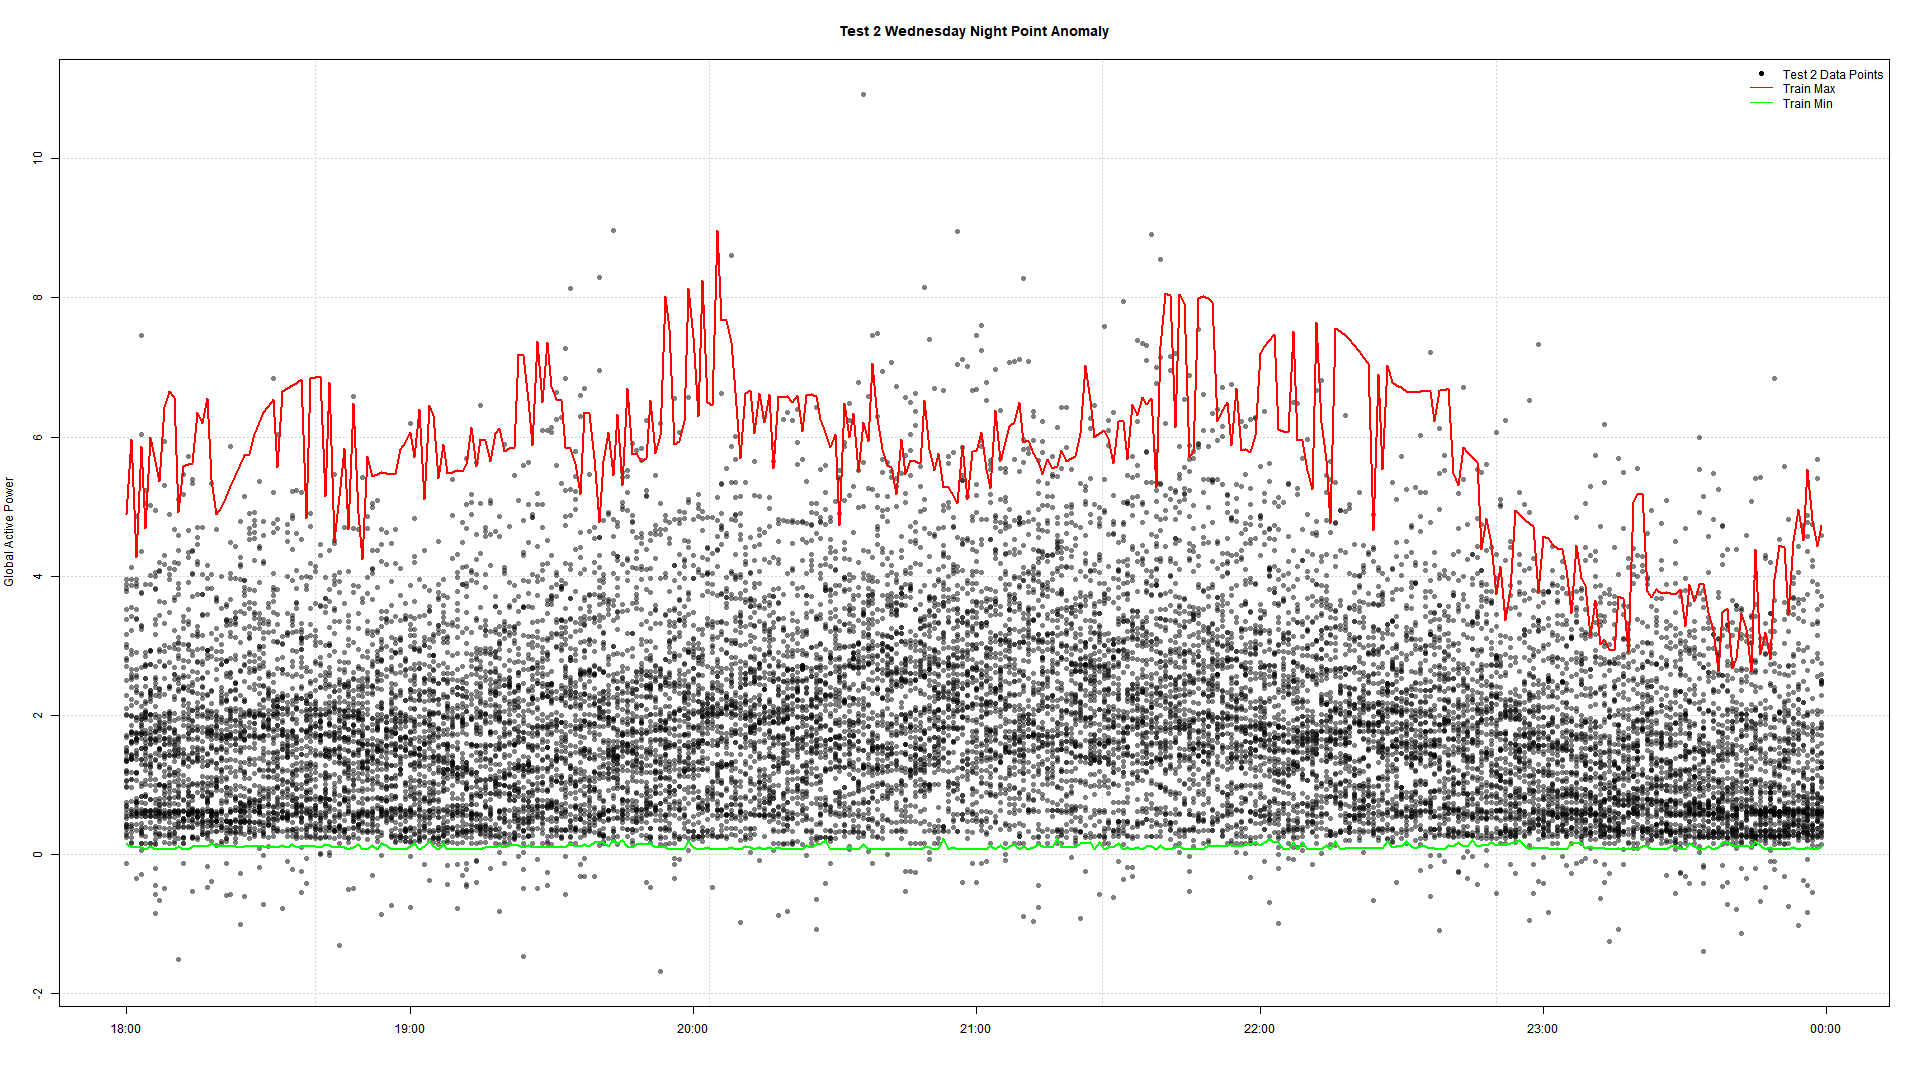 Test 2 Wednesday Night Point Anomaly
Test 2 Data Points
Train Max
Train Min
Global Active Power
10
8
6
4
2
0
-2
18:00
19:00
20:00
21:00
22:00
23:00
00:00